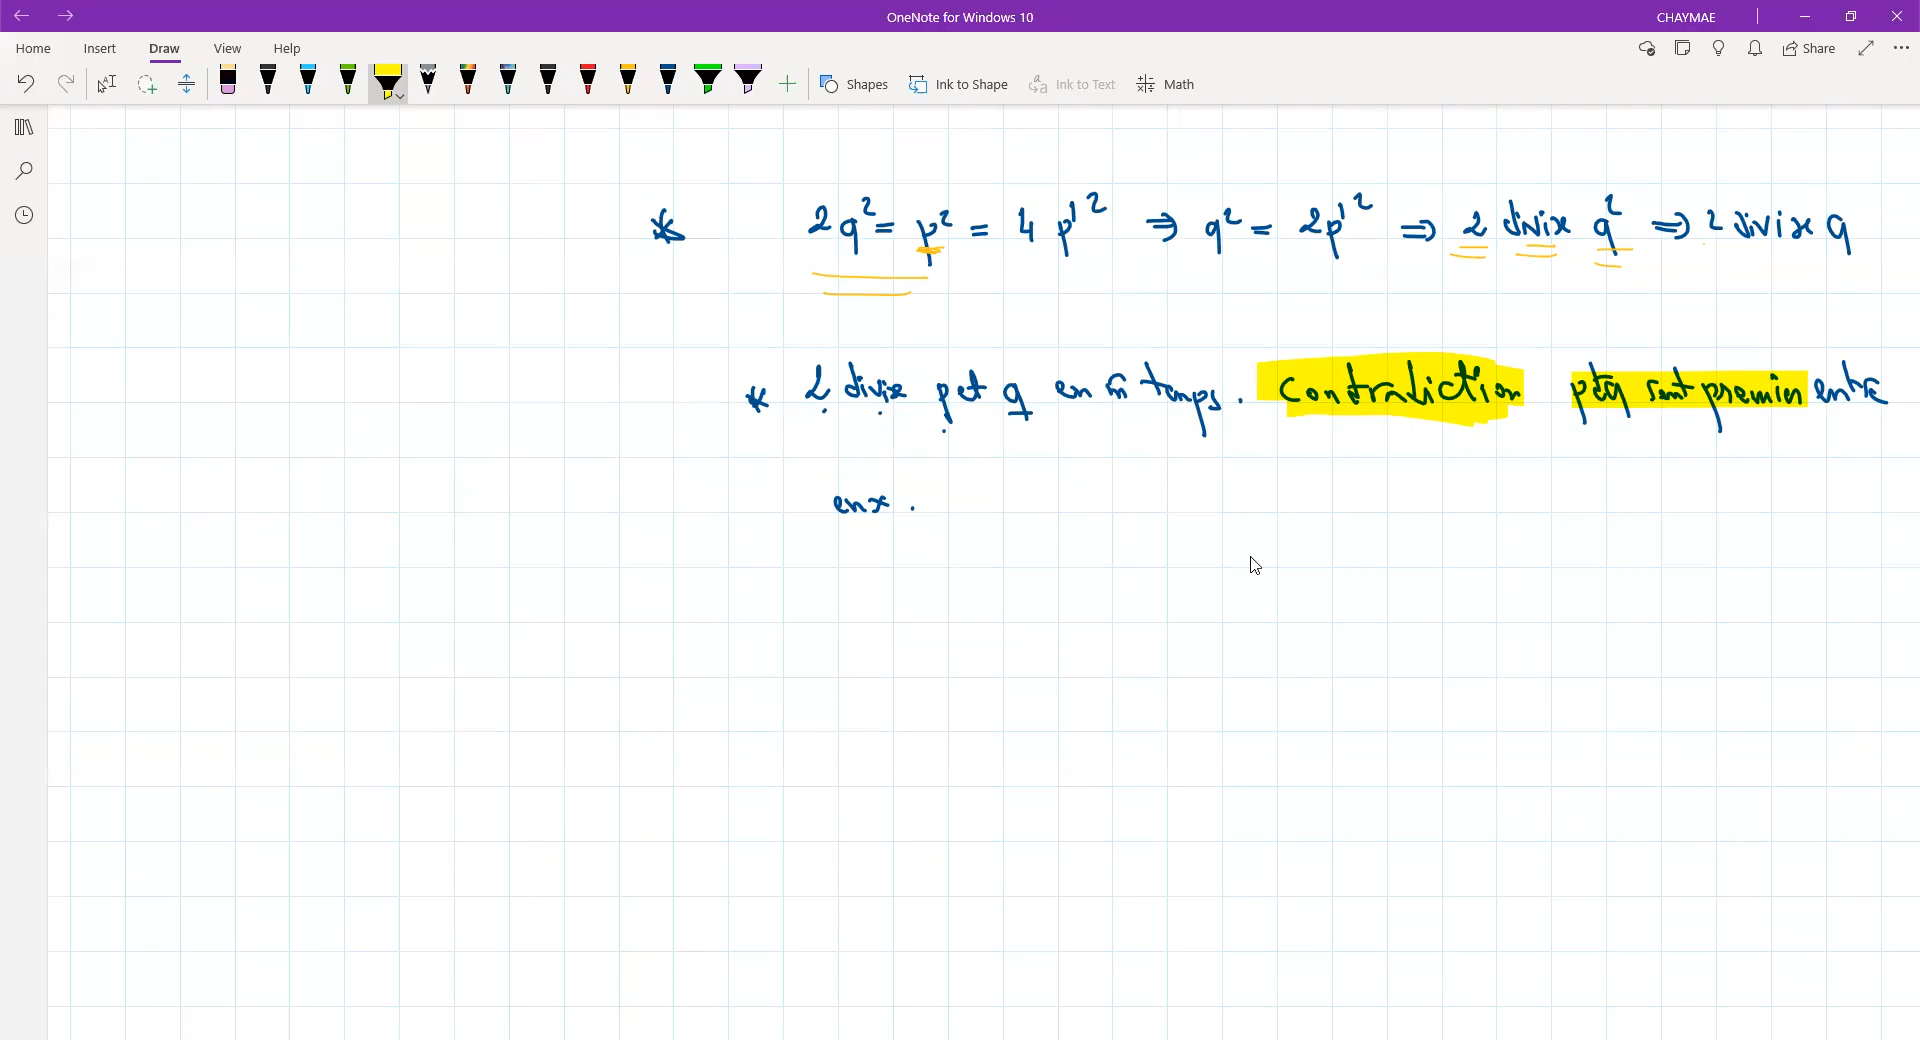 OneNote for Windows 10
CHAYMAE
Home Insert Draw View Help
Share
Shapes Ink to Shape Ink to Text Math
* 2q² = p² = 4p'² ⇒ q² = 2p'² ⇒ 2 divise q² ⇒ 2 divise q
* 2 divise p et q en m̂ temps. Contradiction p et q sont premier entre
eux.